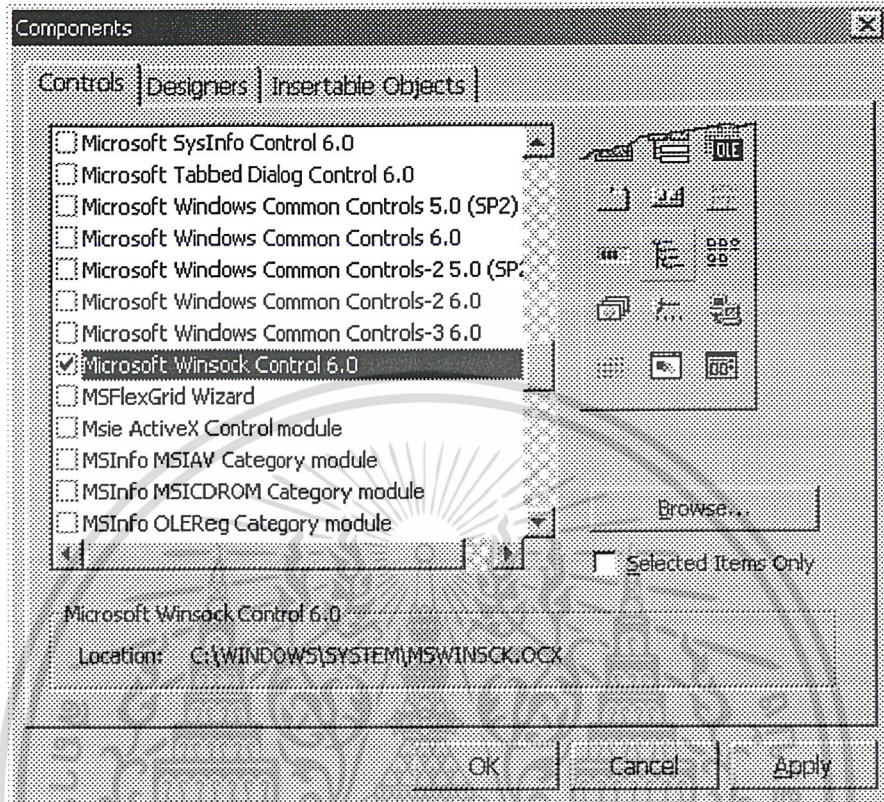 Components
Controls
Designers
Insertable Objects
Microsoft SysInfo Control 6.0
Microsoft Tabbed Dialog Control 6.0
Microsoft Windows Common Controls 5.0 (SP2)
Microsoft Windows Common Controls 6.0
Microsoft Windows Common Controls-2 5.0 (SP2
Microsoft Windows Common Controls-2 6.0
Microsoft Windows Common Controls-3 6.0
Microsoft Winsock Control 6.0
MSFlexGrid Wizard
Msie ActiveX Control module
MSInfo MSIAV Category module
MSInfo MSICDROM Category module
MSInfo OLEReg Category module
OLE
Browse...
Selected Items Only
Microsoft Winsock Control 6.0
Location: C:\WINDOWS\SYSTEM\MSWINSCK.OCX
OK
Cancel
Apply